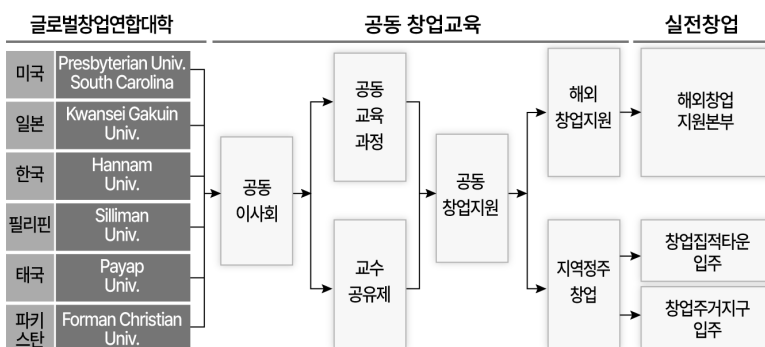 글로벌창업연합대학
공동 창업교육
실전창업
미국
Presbyterian Univ.
South Carolina
일본
Kwansei Gakuin
Univ.
한국
Hannam
Univ.
필리핀
Silliman
Univ.
태국
Payap
Univ.
파키
스탄
Forman Christian
Univ.
공동
이사회
공동
교육
과정
교수
공유제
공동
창업지원
해외
창업지원
지역정주
창업
해외창업
지원본부
창업집적타운
입주
창업주거지구
입주